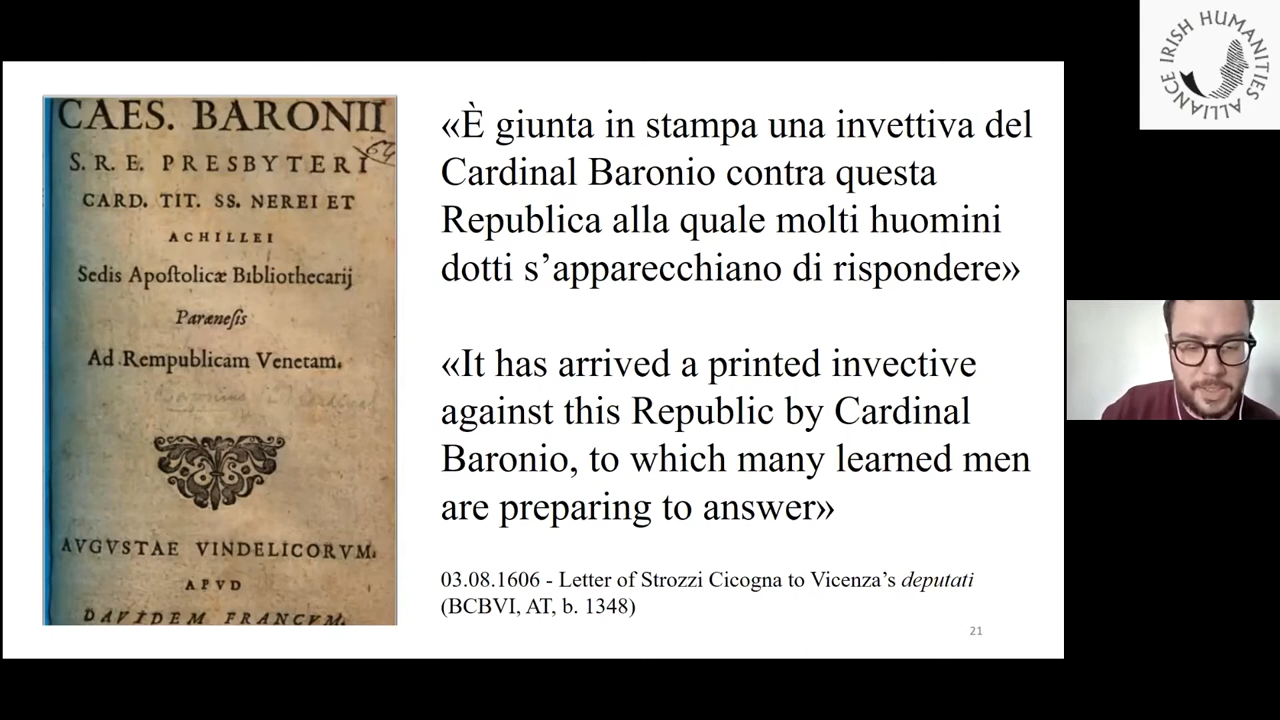 CAES. BARONII
S. R. E. PRESBYTERI
CARD. TIT. SS. NEREI ET
ACHILLEI
Sedis Apoſtolicæ Bibliothecarij
Paræneſis
Ad Rempublicam Venetam.
AVGVSTAE VINDELICORVM.
APVD
DAVIDEM FRANCVM.
«È giunta in stampa una invettiva del
Cardinal Baronio contra questa
Republica alla quale molti huomini
dotti s’apparecchiano di rispondere»
«It has arrived a printed invective
against this Republic by Cardinal
Baronio, to which many learned men
are preparing to answer»
03.08.1606 - Letter of Strozzi Cicogna to Vicenza’s deputati
(BCBVI, AT, b. 1348)
21
IRISH HUMANITIES ALLIANCE